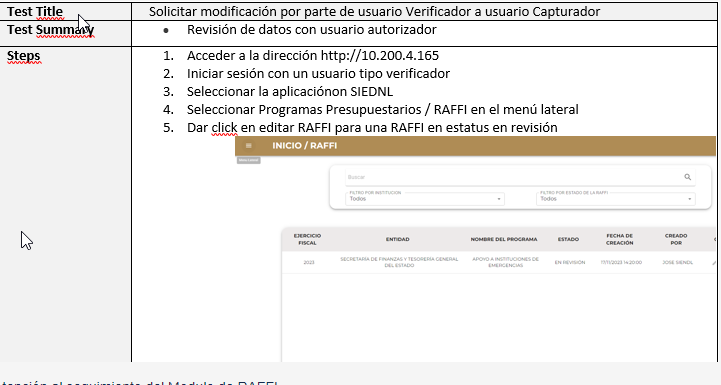 Test Title
Solicitar modificación por parte de usuario Verificador a usuario Capturador
Test Summary
Revisión de datos con usuario autorizador
Steps
1. Acceder a la dirección http://10.200.4.165
2. Iniciar sesión con un usuario tipo verificador
3. Seleccionar la aplicaciónon SIEDNL
4. Seleccionar Programas Presupuestarios / RAFFI en el menú lateral
5. Dar click en editar RAFFI para una RAFFI en estatus en revisión
INICIO / RAFFI
Buscar
FILTRO POR INSTITUCION
Todos
FILTRO POR ESTADO DE LA RAFFI
Todos
EJERCICIO FISCAL
ENTIDAD
NOMBRE DEL PROGRAMA
ESTADO
FECHA DE CREACIÓN
CREADO POR
2023
SECRETARÍA DE FINANZAS Y TESORERÍA GENERAL DEL ESTADO
APOYO A INSTITUCIONES DE EMERGENCIAS
EN REVISIÓN
17/11/2023 14:20:00
JOSE SIENDL